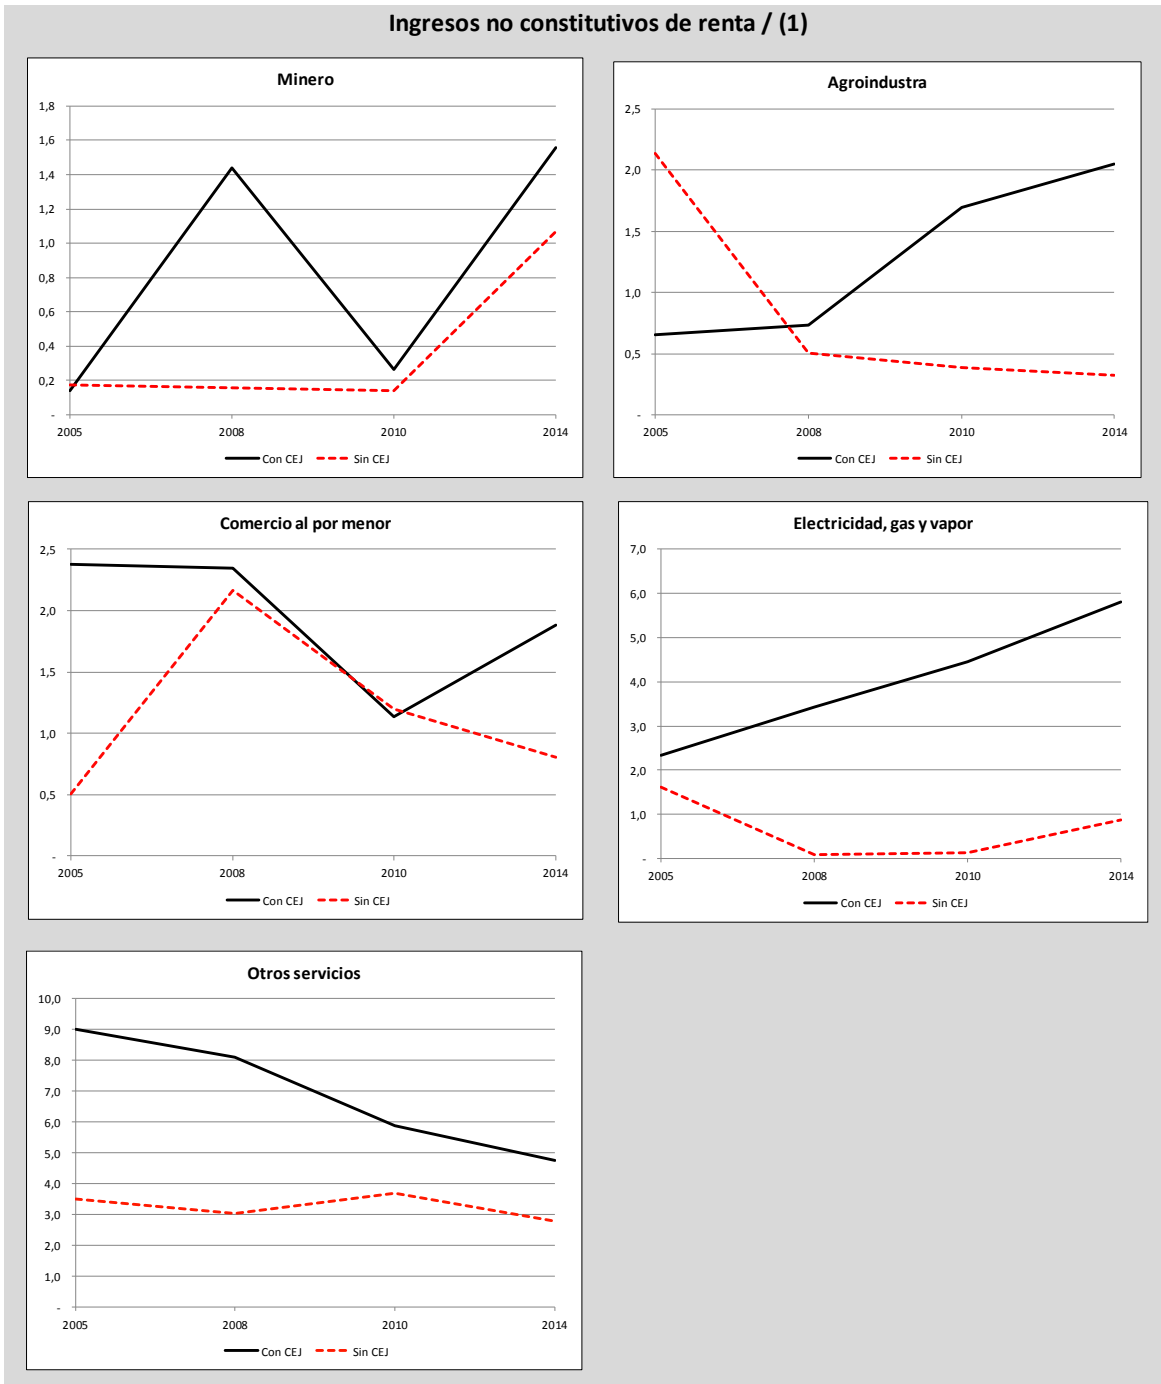 Ingresos no constitutivos de renta / (1)
Minero
1,8
1,6
1,4
1,2
1,0
0,8
0,6
0,4
0,2
-
2005 2008 2010 2014
Con CEJ Sin CEJ
Agroindustra
2,5
2,0
1,5
1,0
0,5
-
2005 2008 2010 2014
Con CEJ Sin CEJ
Comercio al por menor
2,5
2,0
1,5
1,0
0,5
-
2005 2008 2010 2014
Con CEJ Sin CEJ
Electricidad, gas y vapor
7,0
6,0
5,0
4,0
3,0
2,0
1,0
-
2005 2008 2010 2014
Con CEJ Sin CEJ
Otros servicios
10,0
9,0
8,0
7,0
6,0
5,0
4,0
3,0
2,0
1,0
-
2005 2008 2010 2014
Con CEJ Sin CEJ